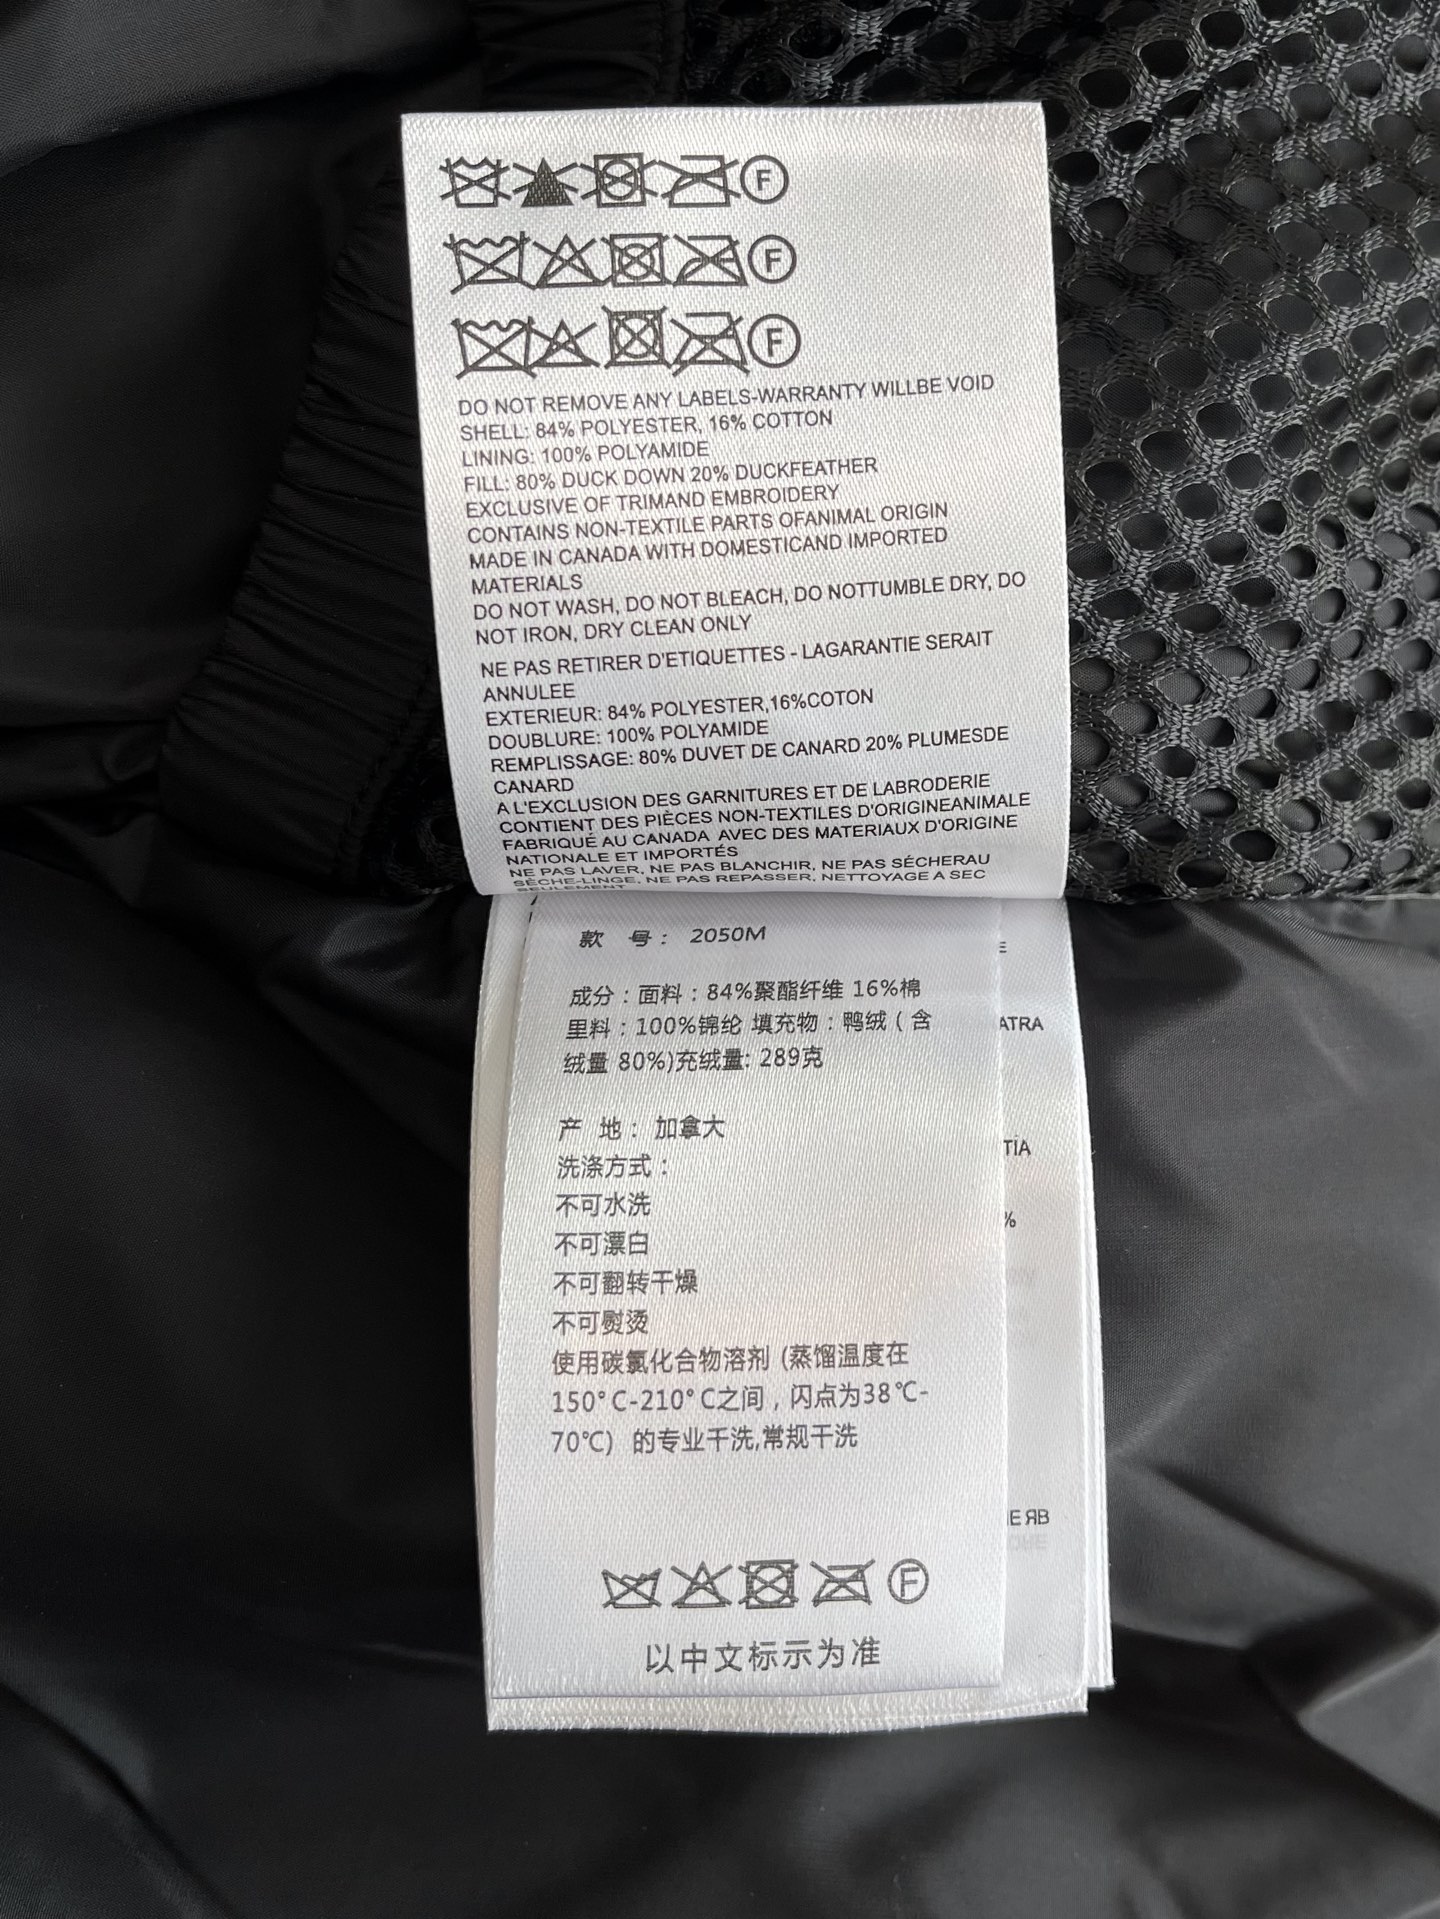 F
F
F
DO NOT REMOVE ANY LABELS-WARRANTY WILLBE VOID
SHELL: 84% POLYESTER, 16% COTTON
LINING: 100% POLYAMIDE
FILL: 80% DUCK DOWN 20% DUCKFEATHER
EXCLUSIVE OF TRIMAND EMBROIDERY
CONTAINS NON-TEXTILE PARTS OFANIMAL ORIGIN
MADE IN CANADA WITH DOMESTICAND IMPORTED
MATERIALS
DO NOT WASH, DO NOT BLEACH, DO NOTTUMBLE DRY, DO
NOT IRON, DRY CLEAN ONLY
NE PAS RETIRER D'ETIQUETTES - LAGARANTIE SERAIT
ANNULEE
EXTERIEUR: 84% POLYESTER,16%COTON
DOUBLURE: 100% POLYAMIDE
REMPLISSAGE: 80% DUVET DE CANARD 20% PLUMESDE
CANARD
A L'EXCLUSION DES GARNITURES ET DE LABRODERIE
CONTIENT DES PIÈCES NON-TEXTILES D'ORIGINEANIMALE
FABRIQUÉ AU CANADA AVEC DES MATERIAUX D'ORIGINE
NATIONALE ET IMPORTÉS
NE PAS LAVER, NE PAS BLANCHIR, NE PAS SÉCHERAU
SÈCHE-LINGE, NE PAS REPASSER, NETTOYAGE A SEC
SEULEMENT
款 号: 2050M
成分:面料:84%聚酯纤维 16%棉
里料:100%锦纶 填充物:鸭绒(含
绒量 80%)充绒量: 289克
产 地: 加拿大
洗涤方式:
不可水洗
不可漂白
不可翻转干燥
不可熨烫
使用碳氯化合物溶剂 (蒸馏温度在
150°C-210°C之间,闪点为38℃-
70℃) 的专业干洗,常规干洗
F
以中文标示为准
ATRA
TİA
%
IE ЯВ